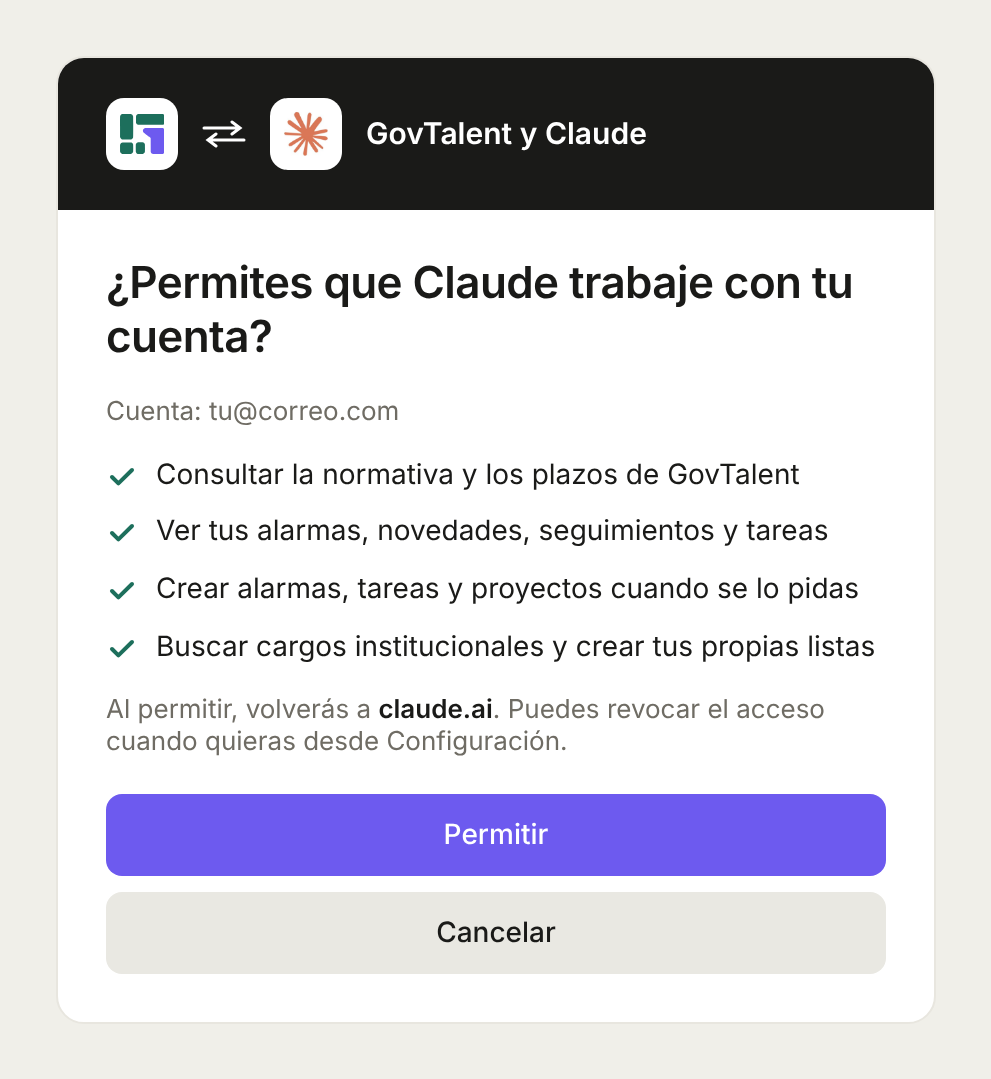 GovTalent y Claude
¿Permites que Claude trabaje con tu
cuenta?
Cuenta: tu@correo.com
Consultar la normativa y los plazos de GovTalent
Ver tus alarmas, novedades, seguimientos y tareas
Crear alarmas, tareas y proyectos cuando se lo pidas
Buscar cargos institucionales y crear tus propias listas
Al permitir, volverás a claude.ai. Puedes revocar el acceso
cuando quieras desde Configuración.
Permitir
Cancelar